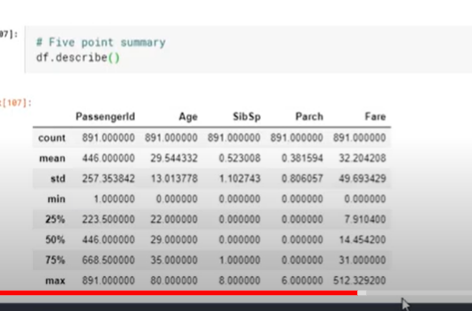 07]:
# Five point summary
df.describe()
[107]:
PassengerId Age SibSp Parch Fare
count 891.000000 891.000000 891.000000 891.000000 891.000000
mean 446.000000 29.544332 0.523008 0.381594 32.204208
std 257.353842 13.013778 1.102743 0.806057 49.693429
min 1.000000 0.000000 0.000000 0.000000 0.000000
25% 223.500000 22.000000 0.000000 0.000000 7.910400
50% 446.000000 29.000000 0.000000 0.000000 14.454200
75% 668.500000 35.000000 1.000000 0.000000 31.000000
max 891.000000 80.000000 8.000000 6.000000 512.329200